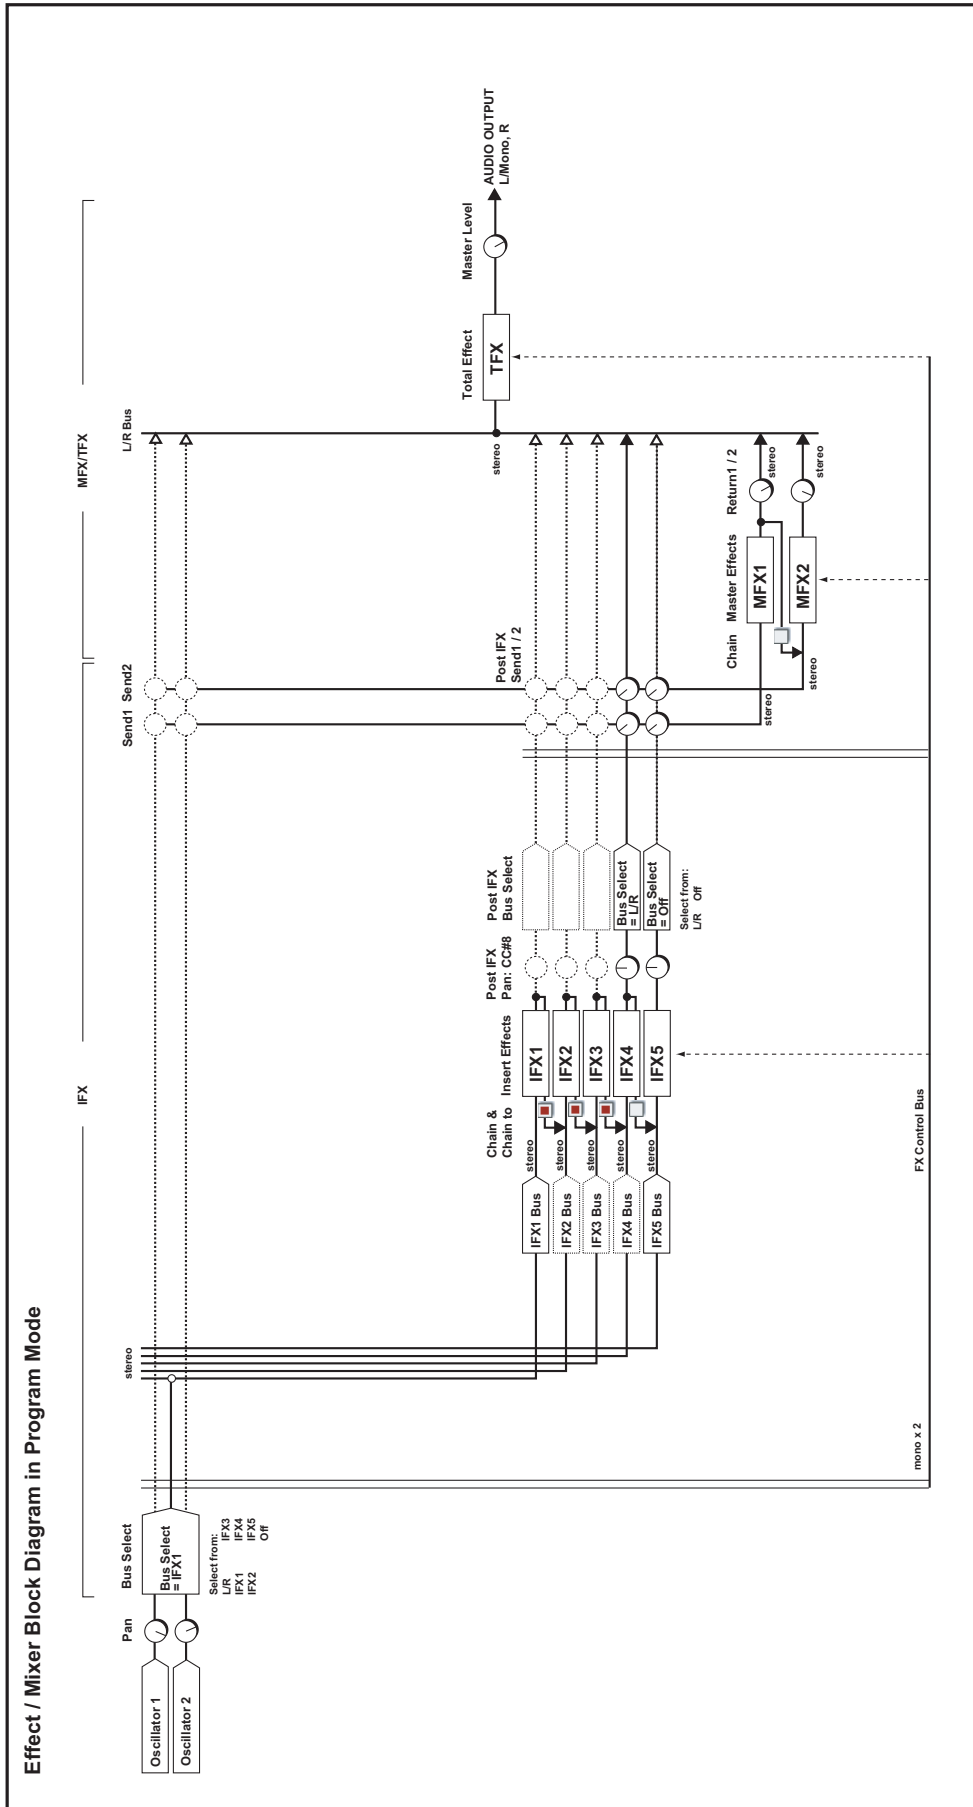 Effect / Mixer Block Diagram in Program Mode
IFX
MFX/TFX
Pan
Bus Select
stereo
Send1
Send2
L/R Bus
Oscillator 1
Oscillator 2
Bus Select
= IFX1
Select from:
L/R
IFX3
IFX1
IFX4
IFX2
IFX5
Off
Total Effect
Master Level
TFX
AUDIO OUTPUT
L/Mono, R
stereo
Chain &
Chain to
Insert Effects
Post IFX
Pan: CC#8
Post IFX
Bus Select
Post IFX
Send1 / 2
IFX1 Bus
stereo
IFX1
IFX2 Bus
stereo
IFX2
IFX3 Bus
stereo
IFX3
IFX4 Bus
stereo
IFX4
Bus Select
= L/R
IFX5 Bus
stereo
IFX5
Bus Select
= Off
Select from:
L/R Off
Chain
Master Effects
Return1 / 2
stereo
MFX1
stereo
stereo
MFX2
stereo
mono x 2
FX Control Bus